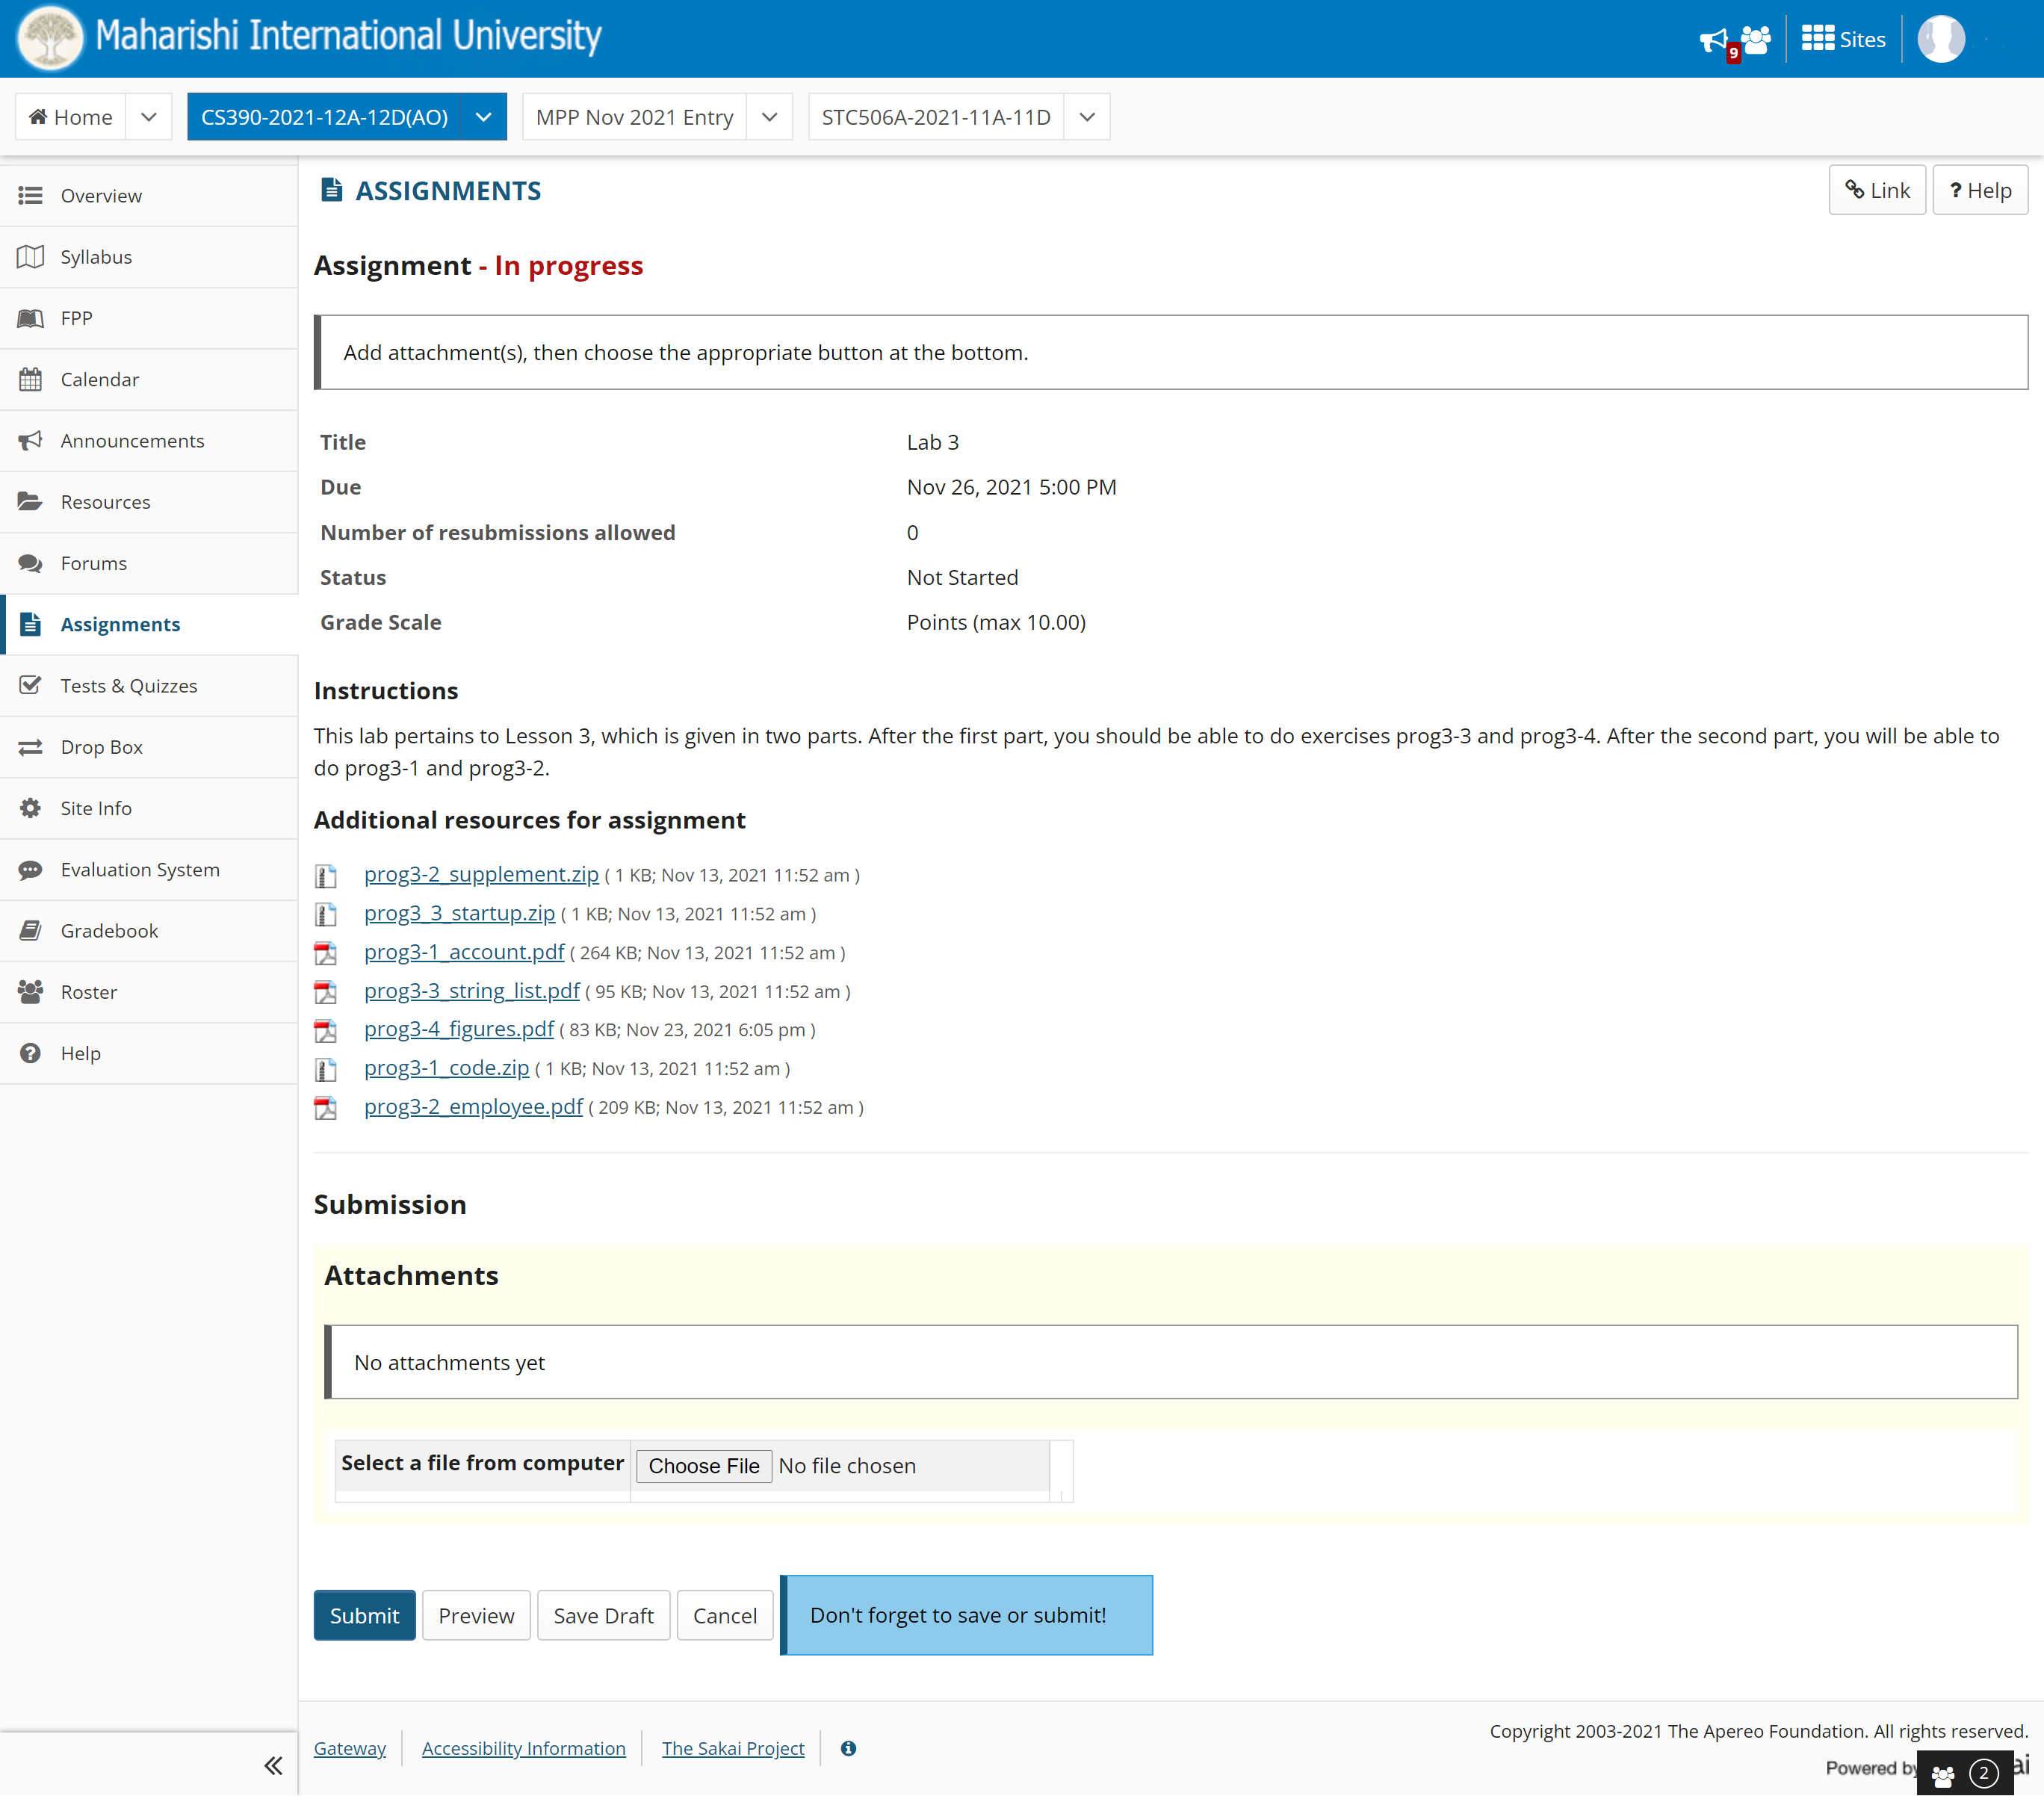 Maharishi International University
9
Sites
Home
CS390-2021-12A-12D(AO)
MPP Nov 2021 Entry
STC506A-2021-11A-11D
Overview
Syllabus
FPP
Calendar
Announcements
Resources
Forums
Assignments
Tests & Quizzes
Drop Box
Site Info
Evaluation System
Gradebook
Roster
Help
ASSIGNMENTS
Link
? Help
Assignment - In progress
Add attachment(s), then choose the appropriate button at the bottom.
Title Lab 3
Due Nov 26, 2021 5:00 PM
Number of resubmissions allowed 0
Status Not Started
Grade Scale Points (max 10.00)
Instructions
This lab pertains to Lesson 3, which is given in two parts. After the first part, you should be able to do exercises prog3-3 and prog3-4. After the second part, you will be able to
do prog3-1 and prog3-2.
Additional resources for assignment
prog3-2_supplement.zip ( 1 KB; Nov 13, 2021 11:52 am )
prog3_3_startup.zip ( 1 KB; Nov 13, 2021 11:52 am )
prog3-1_account.pdf ( 264 KB; Nov 13, 2021 11:52 am )
prog3-3_string_list.pdf ( 95 KB; Nov 13, 2021 11:52 am )
prog3-4_figures.pdf ( 83 KB; Nov 23, 2021 6:05 pm )
prog3-1_code.zip ( 1 KB; Nov 13, 2021 11:52 am )
prog3-2_employee.pdf ( 209 KB; Nov 13, 2021 11:52 am )
Submission
Attachments
No attachments yet
Select a file from computer Choose File No file chosen
Submit Preview Save Draft Cancel Don't forget to save or submit!
Gateway Accessibility Information The Sakai Project
Copyright 2003-2021 The Apereo Foundation. All rights reserved.
Powered by
2